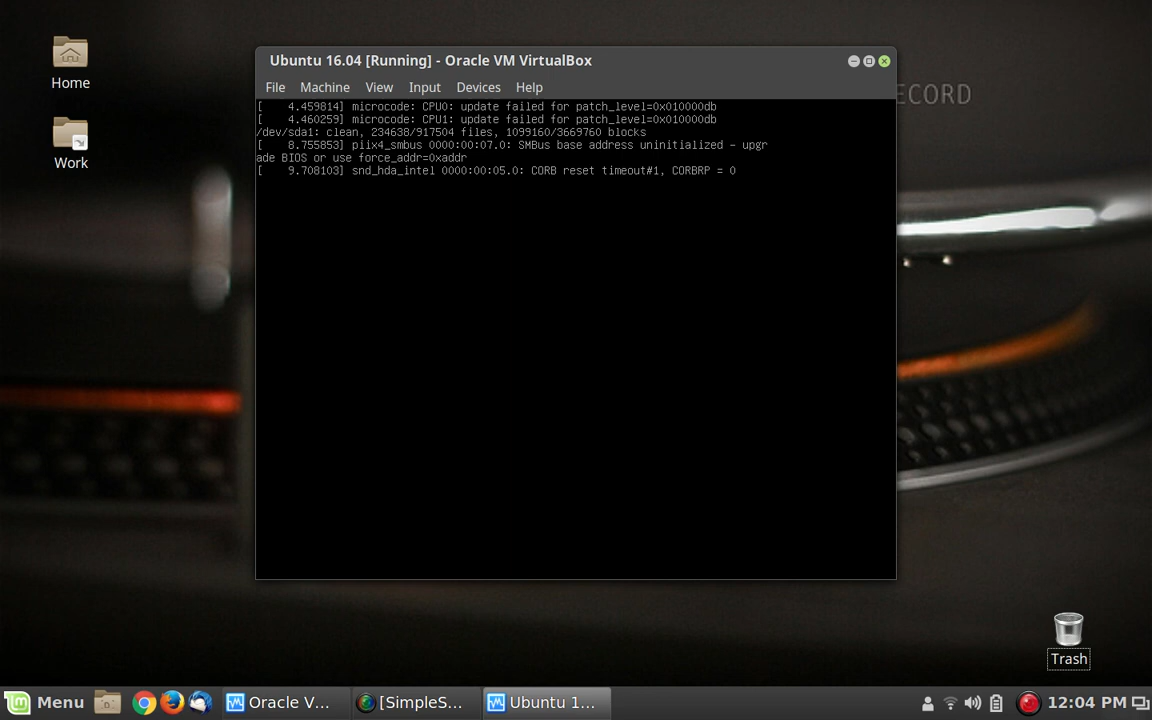 Home
Work
Ubuntu 16.04 [Running] - Oracle VM VirtualBox
File Machine View Input Devices Help
[    4.459814] microcode: CPU0: update failed for patch_level=0x010000db
[    4.460259] microcode: CPU1: update failed for patch_level=0x010000db
/dev/sda1: clean, 234638/917504 files, 1099160/3669760 blocks
[    8.755853] piix4_smbus 0000:00:07.0: SMBus base address uninitialized - upgr
ade BIOS or use force_addr=0xaddr
[    9.708103] snd_hda_intel 0000:00:05.0: CORB reset timeout#1, CORBRP = 0
ECORD
Trash
Menu
Oracle V...
[SimpleS...
Ubuntu 1...
12:04 PM